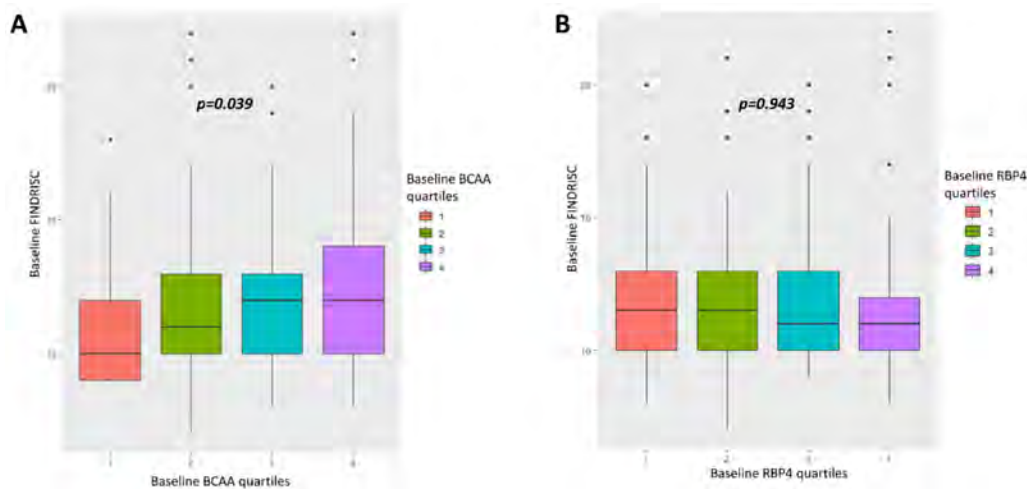 A
p=0.039
Baseline FINDRISC
Baseline BCAA
quartiles
1
2
3
4
Baseline BCAA quartiles
B
p=0.943
Baseline FINDRISC
Baseline RBP4
quartiles
1
2
3
4
Baseline RBP4 quartiles